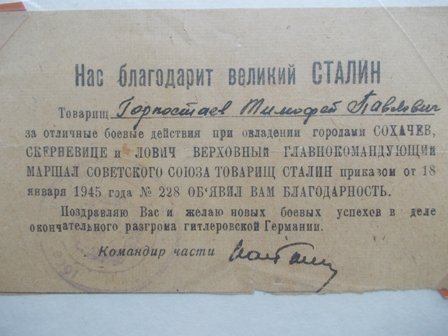 Нас благодарит великий СТАЛИН
Товарищ Горностаев Тимофей Павлович
за отличные боевые действия при овладении городами СОХАЧЕВ,
СКЕРНЕВИЦЕ и ЛОВИЧ ВЕРХОВНЫЙ ГЛАВНОКОМАНДУЮЩИЙ
МАРШАЛ СОВЕТСКОГО СОЮЗА ТОВАРИЩ СТАЛИН приказом от 18
января 1945 года № 228 ОБ'ЯВИЛ ВАМ БЛАГОДАРНОСТЬ.
Поздравляю Вас и желаю новых боевых успехов в деле
окончательного разгрома гитлеровской Германии.
Командир части